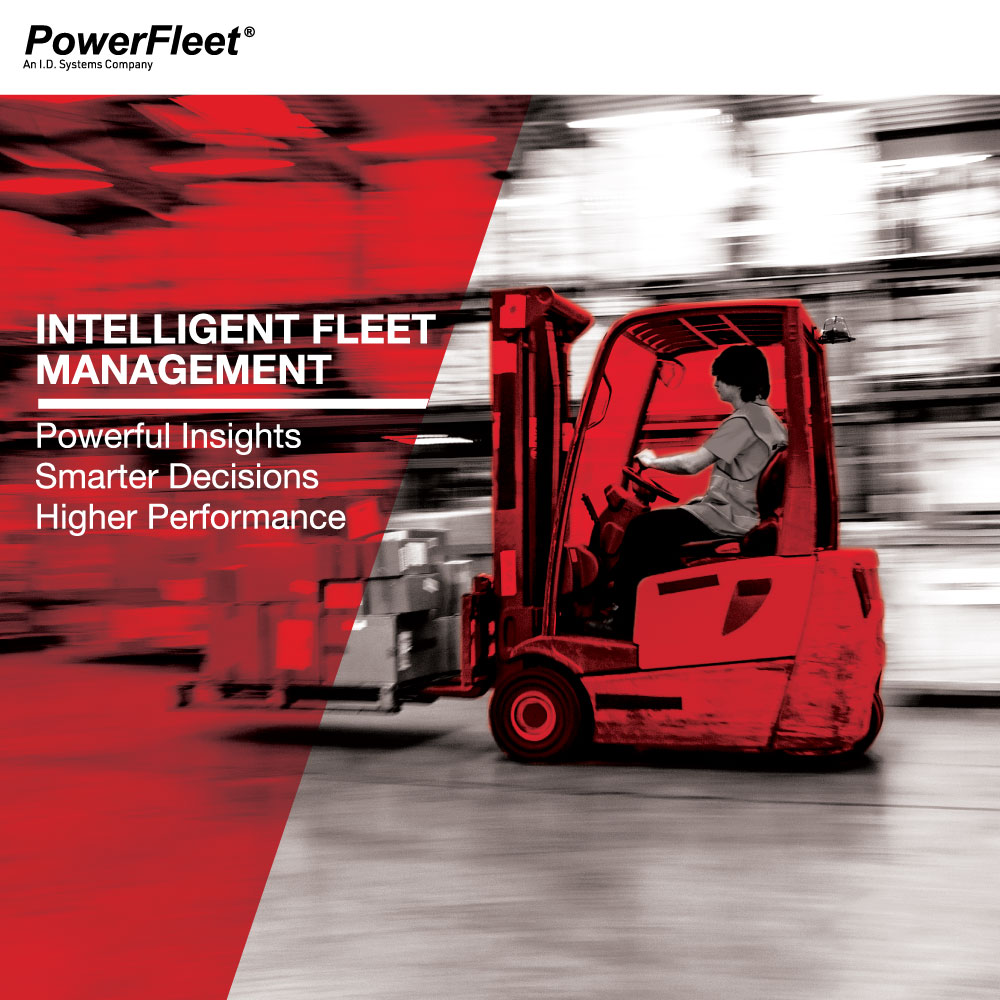 PowerFleet®
An I.D. Systems Company
INTELLIGENT FLEET
MANAGEMENT
Powerful Insights
Smarter Decisions
Higher Performance